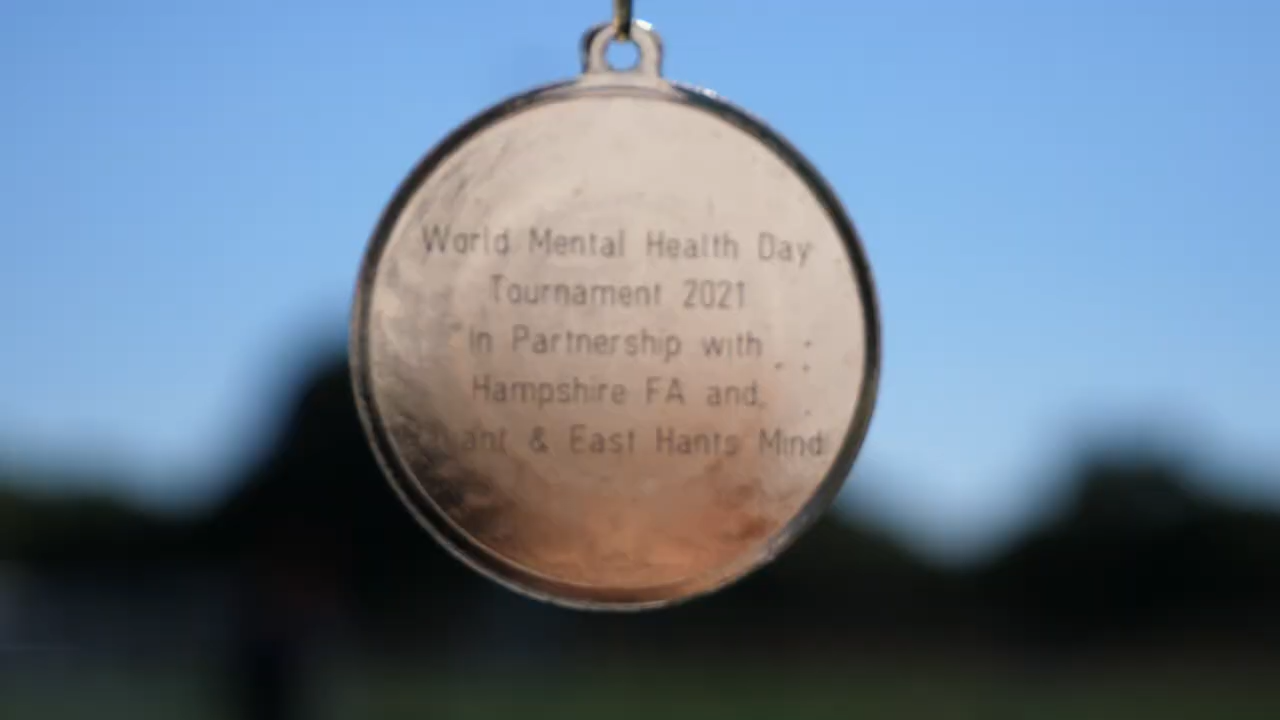 World Mental Health Day
Tournament 2021
In Partnership with
Hampshire FA and
& East Hants Mind